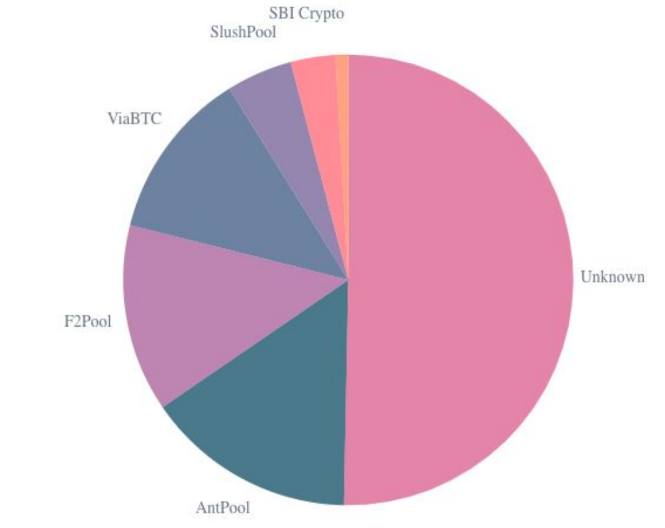 SBI Crypto
SlushPool
ViaBTC
Unknown
F2Pool
AntPool